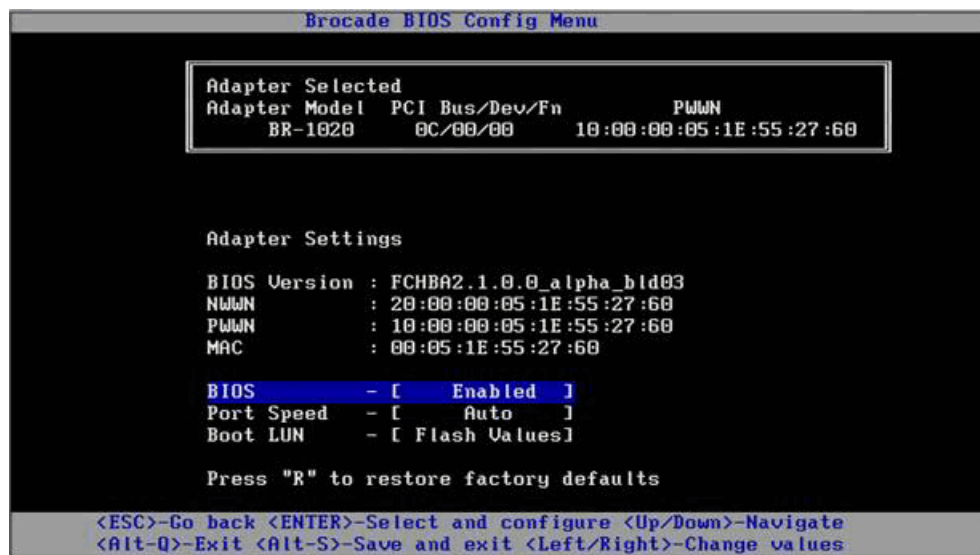 Brocade BIOS Config Menu
Adapter Selected
Adapter Model PCI Bus/Dev/Fn PWWN
BR-1020 0C/00/00 10:00:00:05:1E:55:27:60
Adapter Settings
BIOS Version : FCHBA2.1.0.0_alpha_bld03
NWWN : 20:00:00:05:1E:55:27:60
PWWN : 10:00:00:05:1E:55:27:60
MAC : 00:05:1E:55:27:60
BIOS - [ Enabled ]
Port Speed - [ Auto ]
Boot LUN - [ Flash Values]
Press "R" to restore factory defaults
<ESC>-Go back <ENTER>-Select and configure <Up/Down>-Navigate
<Alt-Q>-Exit <Alt-S>-Save and exit <Left/Right>-Change values